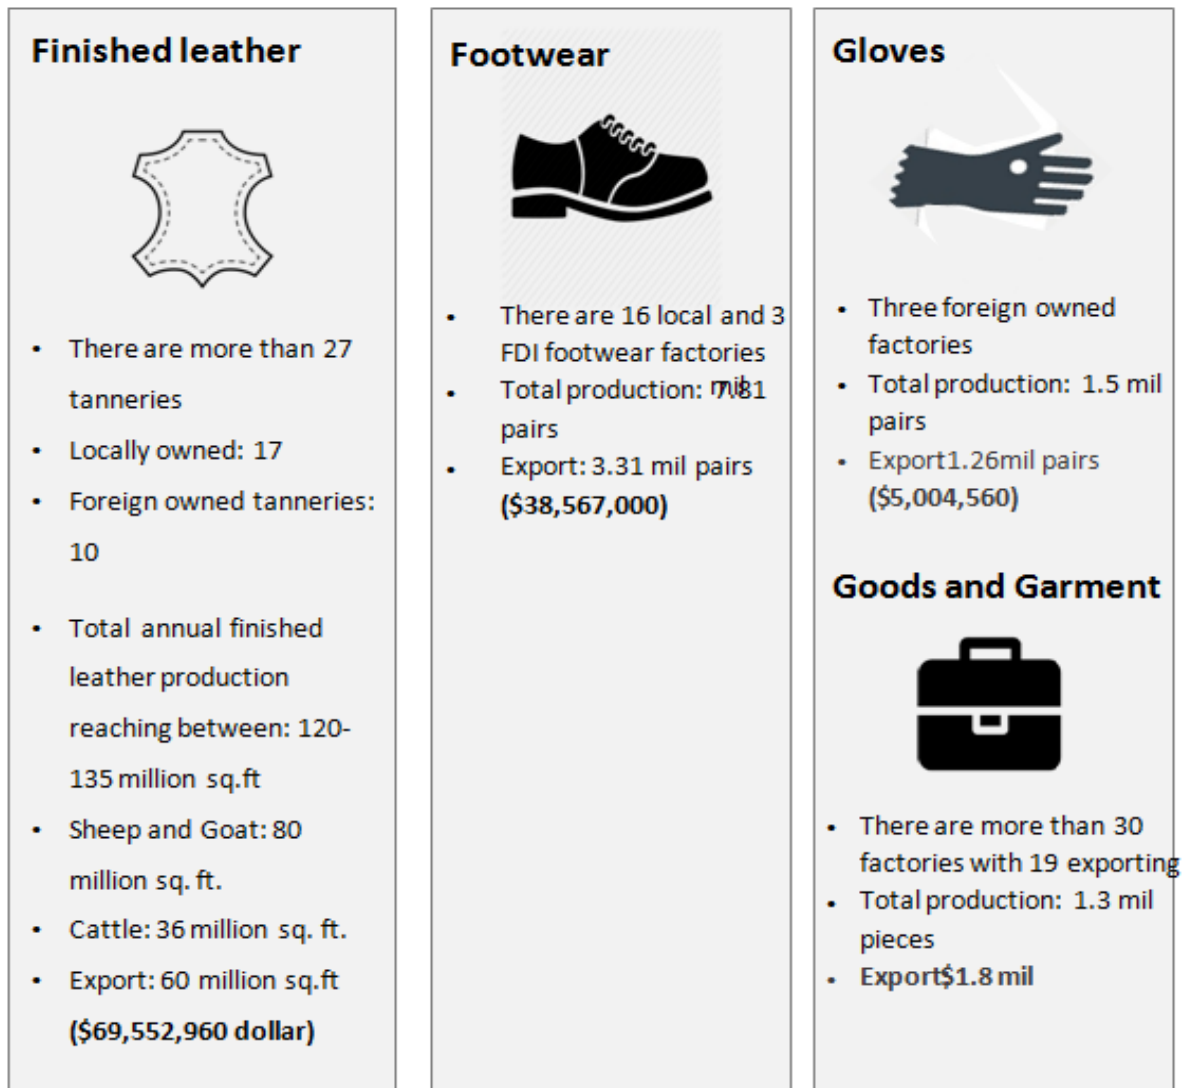 Finished leather
• There are more than 27
tanneries
• Locally owned: 17
• Foreign owned tanneries:
10
• Total annual finished
leather production
reaching between: 120-
135 million sq.ft
• Sheep and Goat: 80
million sq. ft.
• Cattle: 36 million sq. ft.
• Export: 60 million sq.ft
($69,552,960 dollar)
Footwear
• There are 16 local and 3
FDI footwear factories
• Total production: 7.81 mil
pairs
• Export: 3.31 mil pairs
($38,567,000)
Gloves
• Three foreign owned
factories
• Total production: 1.5 mil
pairs
• Export1.26mil pairs
($5,004,560)
Goods and Garment
• There are more than 30
factories with 19 exporting
• Total production: 1.3 mil
pieces
• Export$1.8 mil